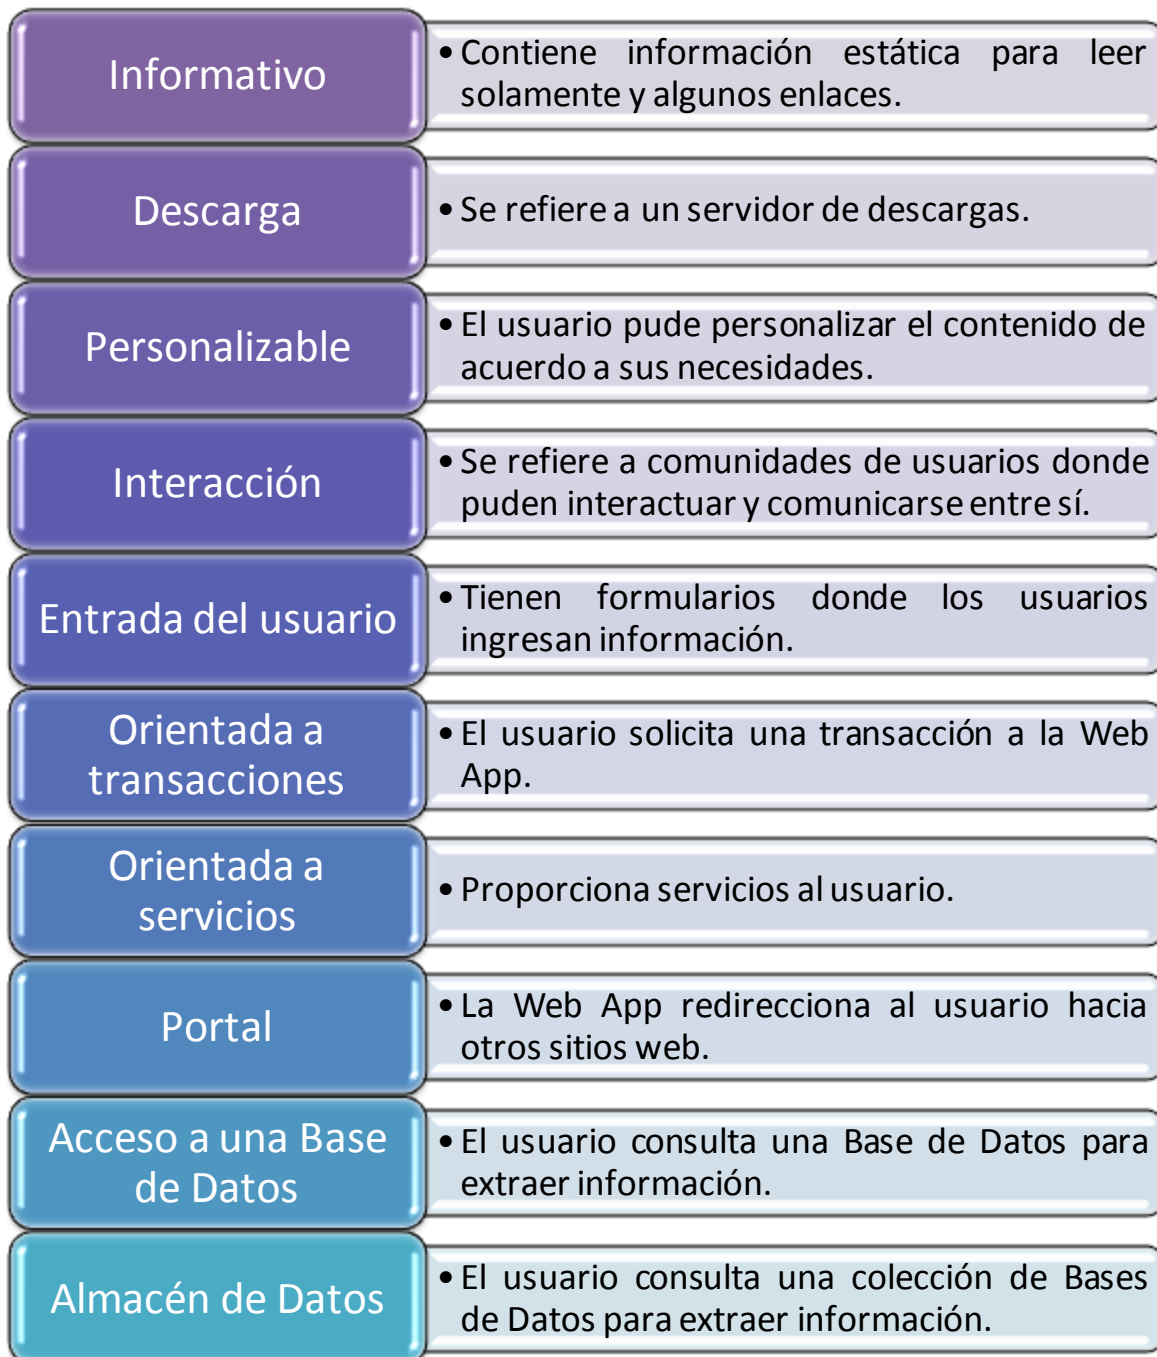 Informativo
• Contiene información estática para leer
solamente y algunos enlaces.
Descarga
• Se refiere a un servidor de descargas.
Personalizable
• El usuario pude personalizar el contenido de
acuerdo a sus necesidades.
Interacción
• Se refiere a comunidades de usuarios donde
puden interactuar y comunicarse entre sí.
Entrada del usuario
• Tienen formularios donde los usuarios
ingresan información.
Orientada a
transacciones
• El usuario solicita una transacción a la Web
App.
Orientada a
servicios
• Proporciona servicios al usuario.
Portal
• La Web App redirecciona al usuario hacia
otros sitios web.
Acceso a una Base
de Datos
• El usuario consulta una Base de Datos para
extraer información.
Almacén de Datos
• El usuario consulta una colección de Bases
de Datos para extraer información.